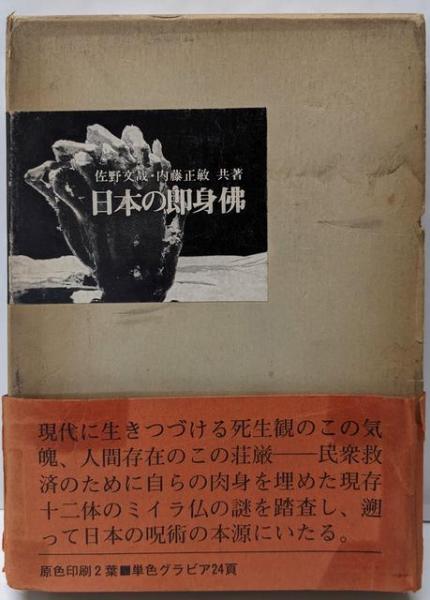 佐野文哉・内藤正敏 共著
日本の即身佛
現代に生きつづける死生観のこの気
魄、人間存在のこの荘厳──民衆救
済のために自らの肉身を埋めた現存
十二体のミイラ仏の謎を踏査し、遡
って日本の呪術の本源にいたる。
原色印刷2葉■単色グラビア24頁